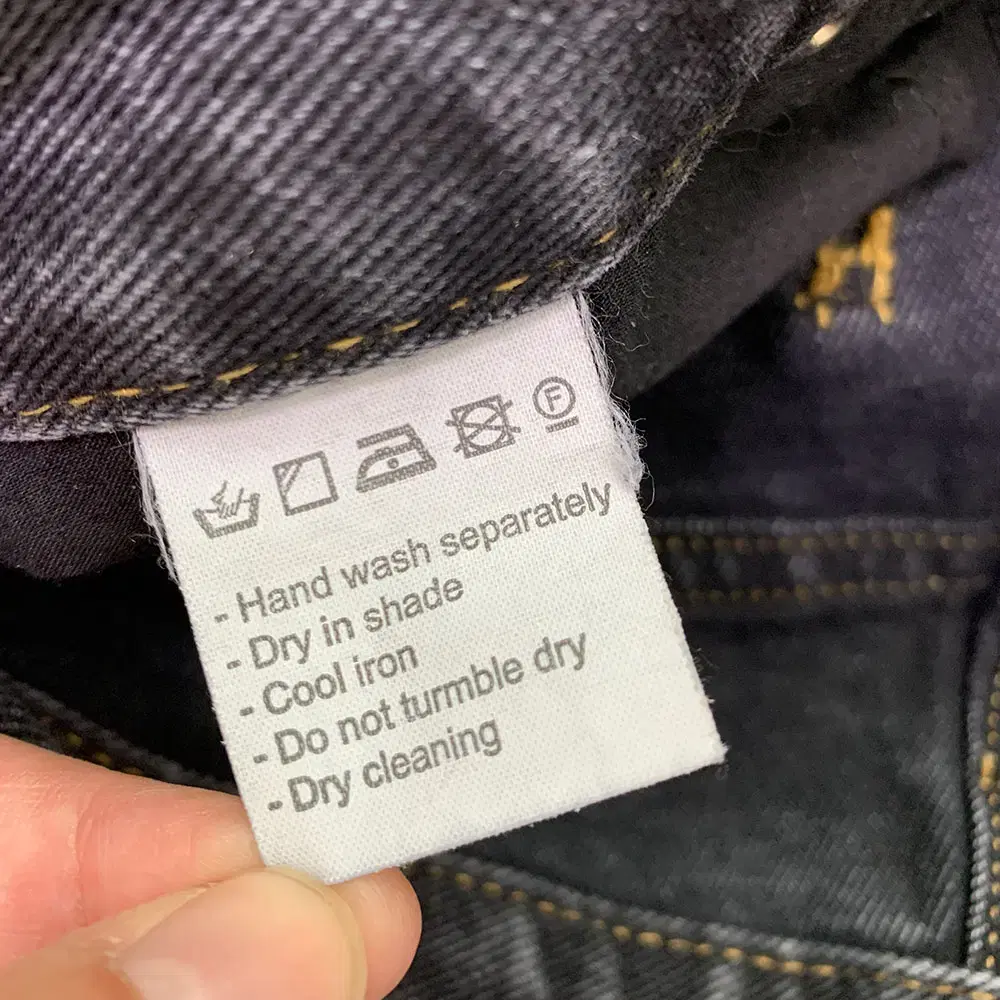 F
- Hand wash separately
- Dry in shade
- Cool iron
- Do not turmble dry
- Dry cleaning